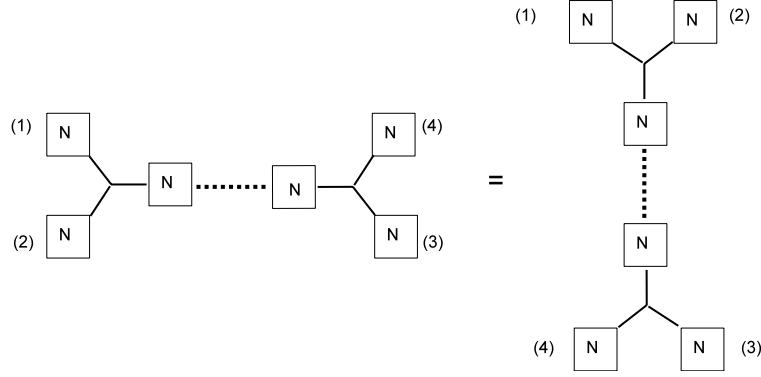 (1) N N (2)
(1) N N (4)
N
N N =
(2) N N (3)
N
(4) N N (3)